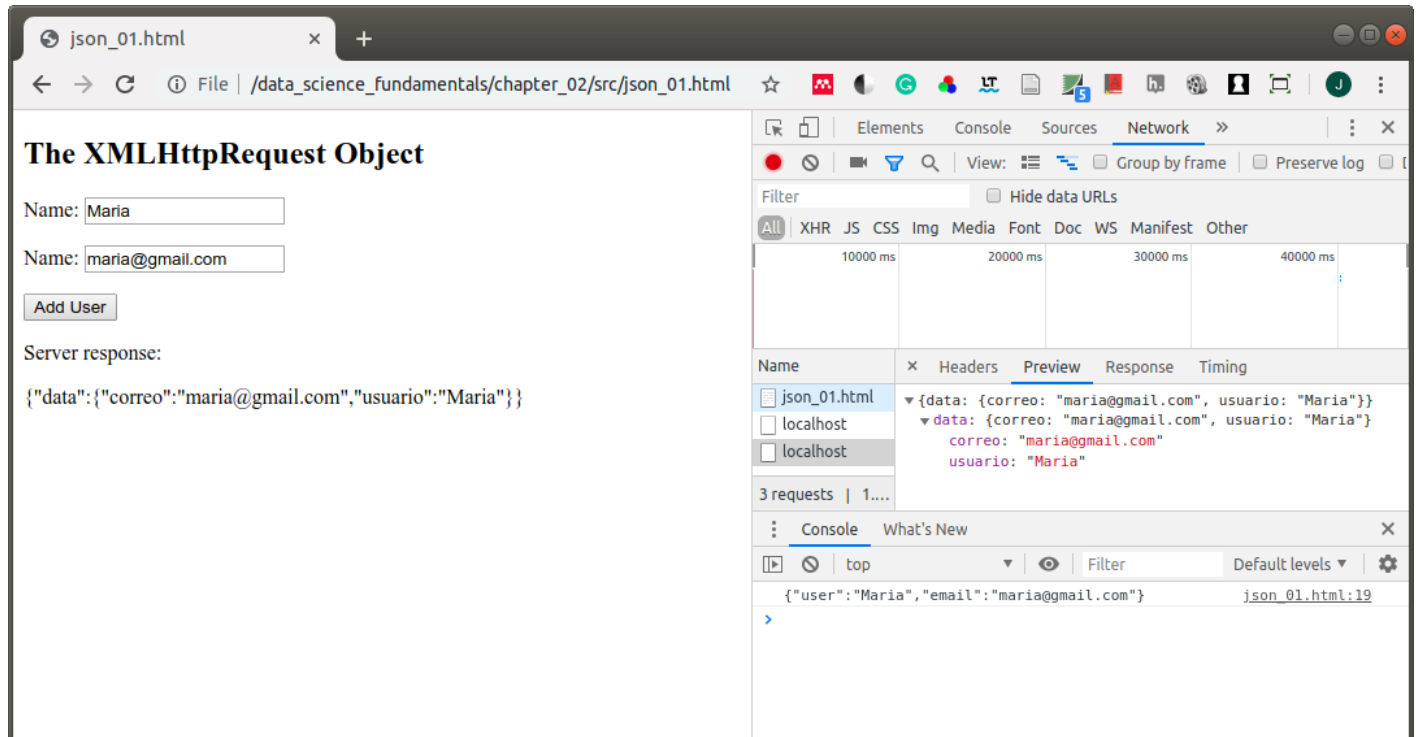 json_01.html
File | /data_science_fundamentals/chapter_02/src/json_01.html
5
h.
J
The XMLHttpRequest Object
Name: Maria
Name: maria@gmail.com
Add User
Server response:
{"data":{"correo":"maria@gmail.com","usuario":"Maria"}}
Elements Console Sources Network »
View: Group by frame Preserve log
Filter Hide data URLs
All XHR JS CSS Img Media Font Doc WS Manifest Other
10000 ms 20000 ms 30000 ms 40000 ms
Name × Headers Preview Response Timing
json_01.html
localhost
localhost
3 requests | 1....
{data: {correo: "maria@gmail.com", usuario: "Maria"}}
data: {correo: "maria@gmail.com", usuario: "Maria"}
correo: "maria@gmail.com"
usuario: "Maria"
Console What's New
top Filter Default levels
{"user":"Maria","email":"maria@gmail.com"} json_01.html:19